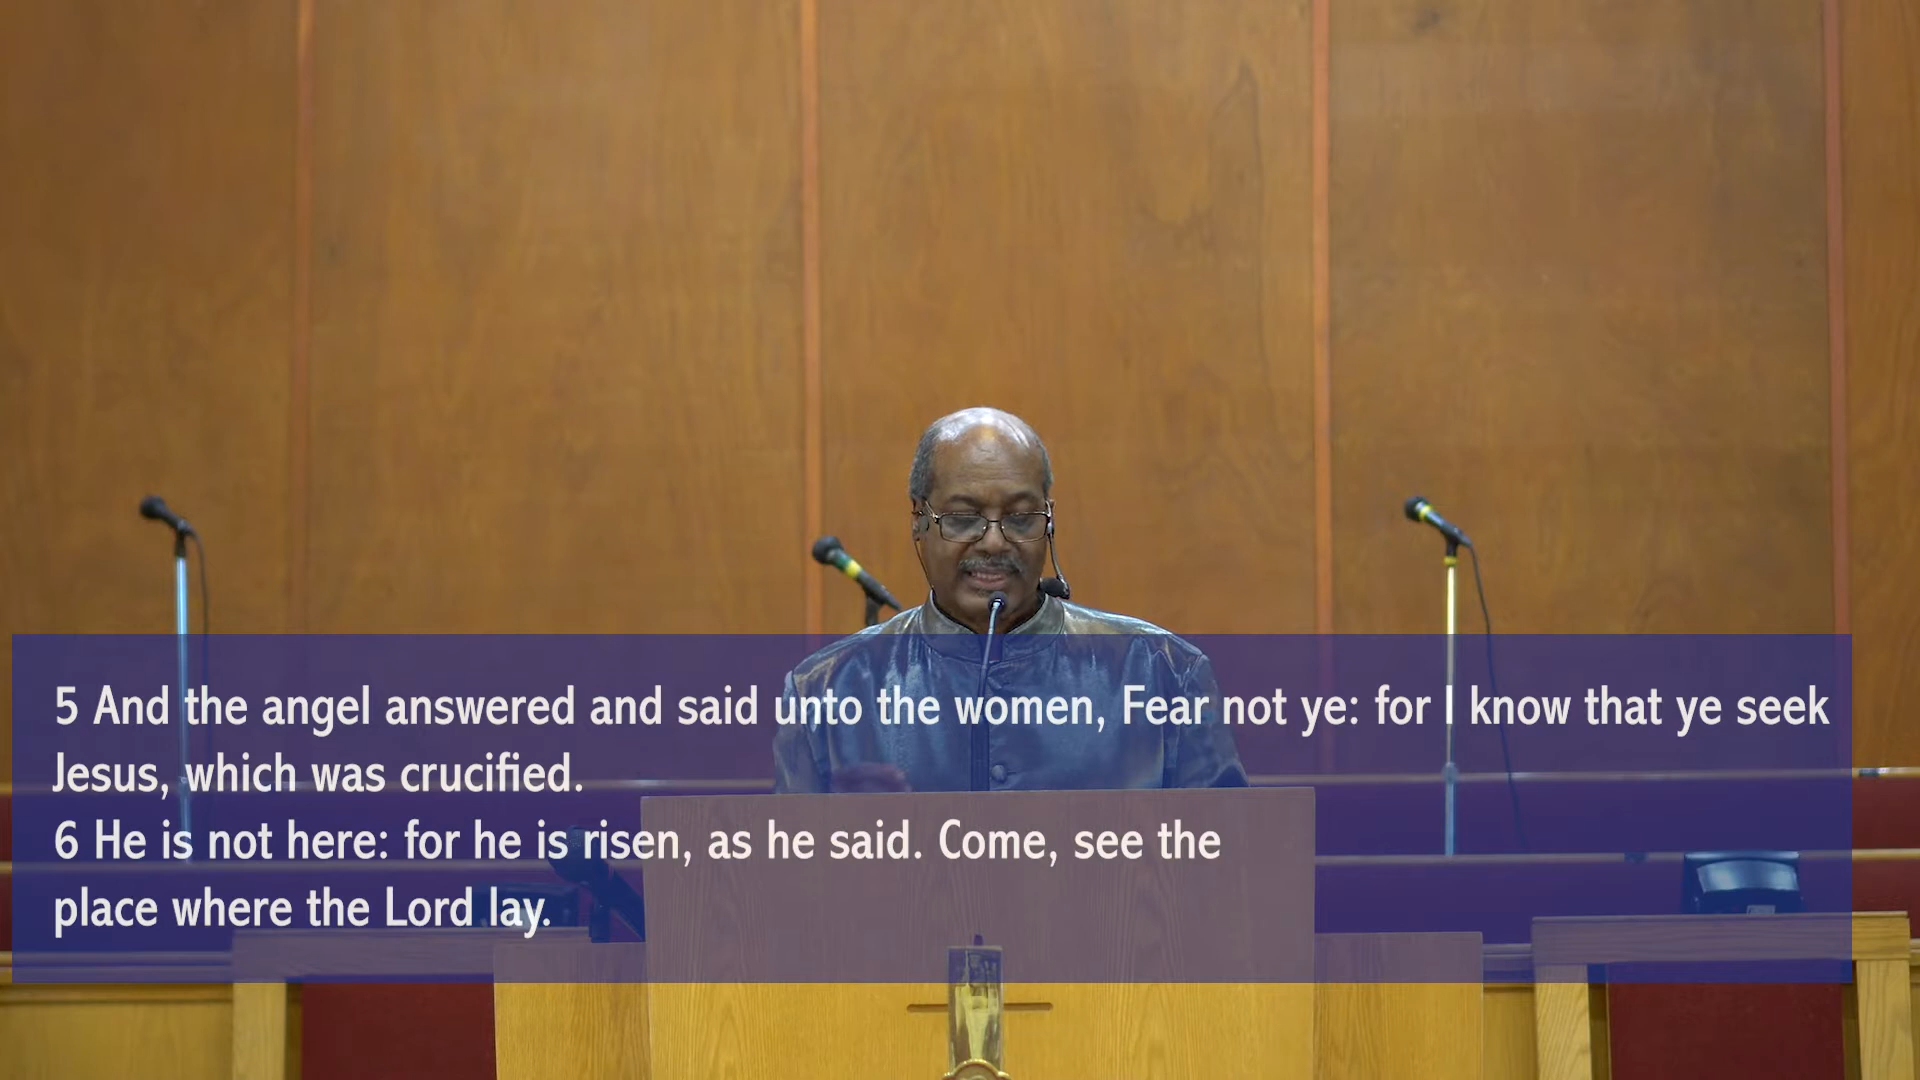 5 And the angel answered and said unto the women, Fear not ye: for I know that ye seek
Jesus, which was crucified.
6 He is not here: for he is risen, as he said. Come, see the
place where the Lord lay.